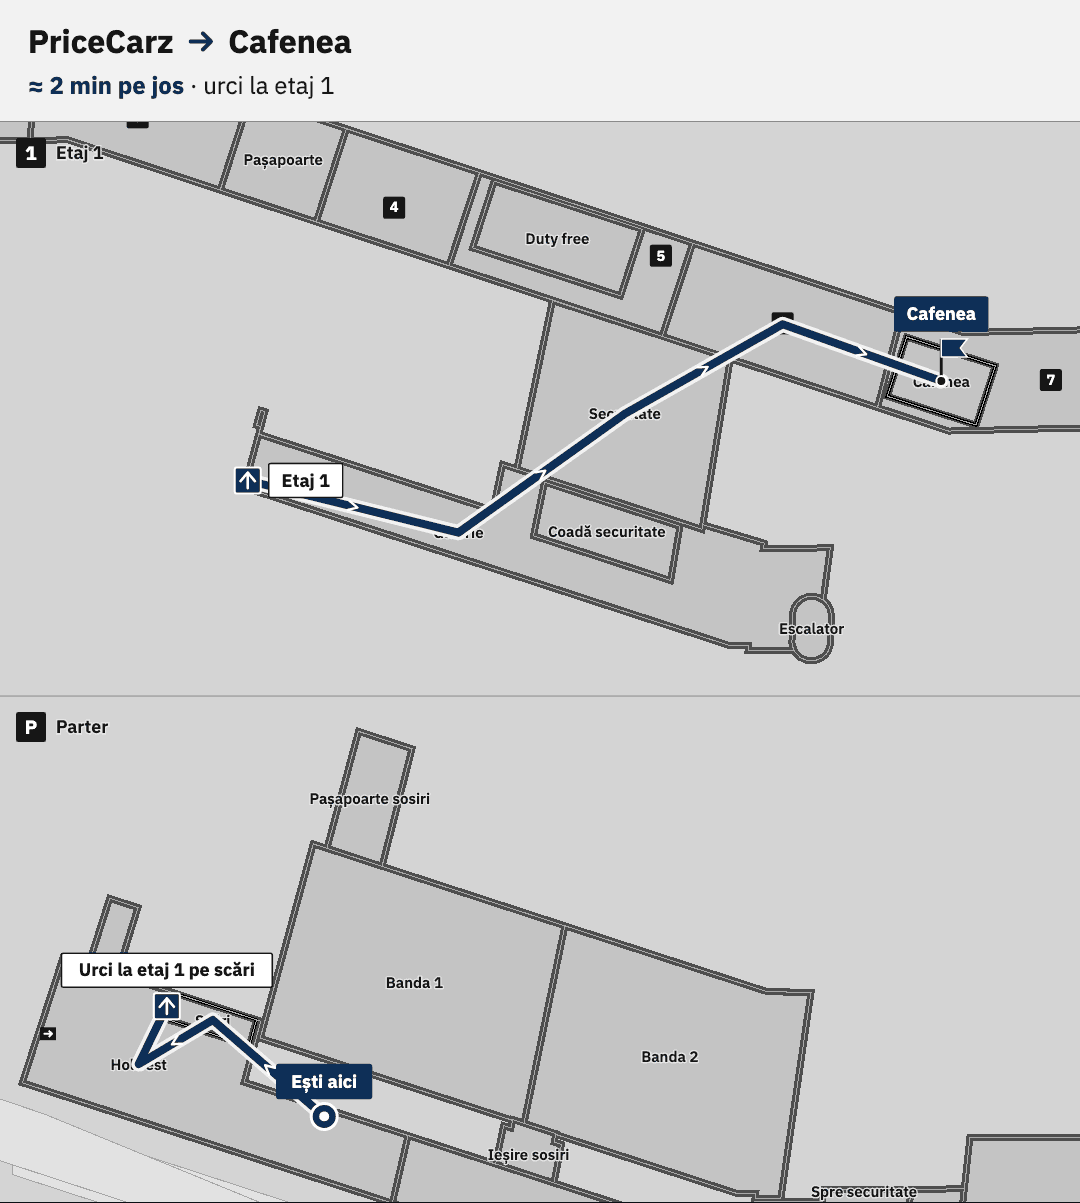 PriceCarz → Cafenea
≈ 2 min pe jos · urci la etaj 1
1 Etaj 1
Pașapoarte
4
Duty free
5
Cafenea
7
Securitate
Etaj 1
Coadă securitate
Escalator
P Parter
Pașapoarte sosiri
Urci la etaj 1 pe scări
Banda 1
Banda 2
Ești aici
Ieșire sosiri
Spre securitate